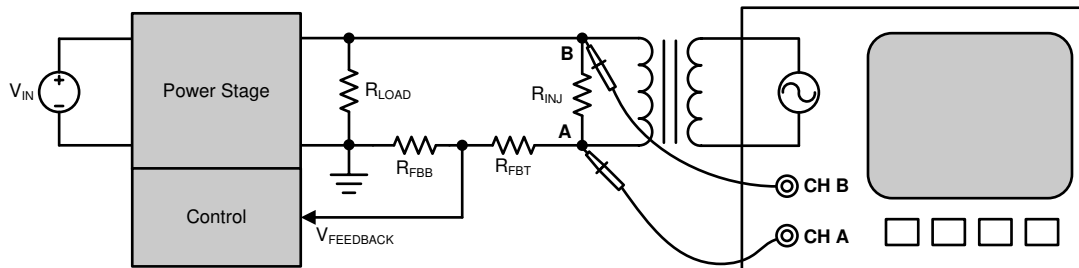 V_IN
+
−
Power Stage
R_LOAD
B
R_INJ
A
R_FBB
R_FBT
Control
V_FEEDBACK
CH B
CH A